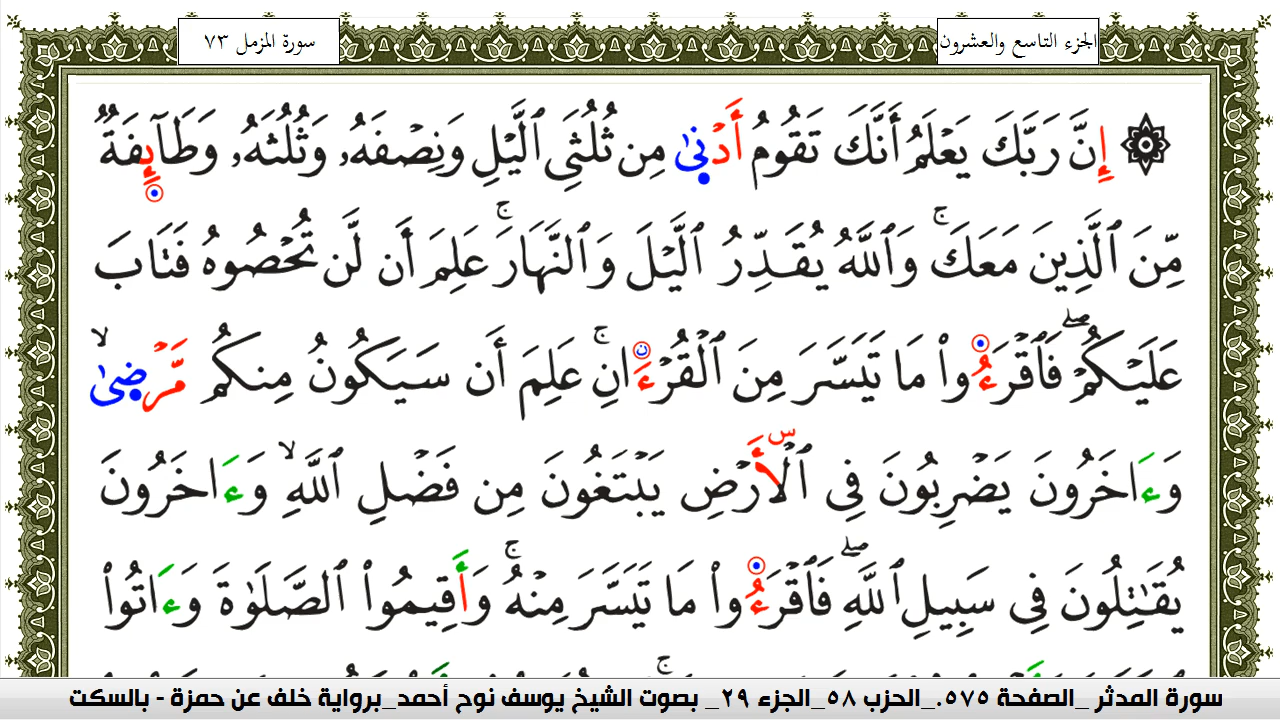 سورة المزمل ٧٣
الجزء التاسع والعشرون
۞ إِنَّ رَبَّكَ يَعْلَمُ أَنَّكَ تَقُومُ أَدْنَىٰ مِن ثُلُثَىِ ٱلَّيْلِ وَنِصْفَهُۥ وَثُلُثَهُۥ وَطَآئِفَةٌ
مِّنَ ٱلَّذِينَ مَعَكَ ۚ وَٱللَّهُ يُقَدِّرُ ٱلَّيْلَ وَٱلنَّهَارَ ۚ عَلِمَ أَن لَّن تُحْصُوهُ فَتَابَ
عَلَيْكُمْ ۖ فَٱقْرَءُوا۟ مَا تَيَسَّرَ مِنَ ٱلْقُرْءَانِ ۚ عَلِمَ أَن سَيَكُونُ مِنكُم مَّرْضَىٰ ۙ
وَءَاخَرُونَ يَضْرِبُونَ فِى ٱلْأَرْضِ يَبْتَغُونَ مِن فَضْلِ ٱللَّهِ ۙ وَءَاخَرُونَ
يُقَـٰتِلُونَ فِى سَبِيلِ ٱللَّهِ ۖ فَٱقْرَءُوا۟ مَا تَيَسَّرَ مِنْهُ ۚ وَأَقِيمُوا۟ ٱلصَّلَوٰةَ وَءَاتُوا۟
سورة المدثر _الصفحة ٥٧٥._الحزب ٥٨_الجزء ٢٩_ بصوت الشيخ يوسف نوح أحمد_برواية خلف عن حمزة - بالسكت